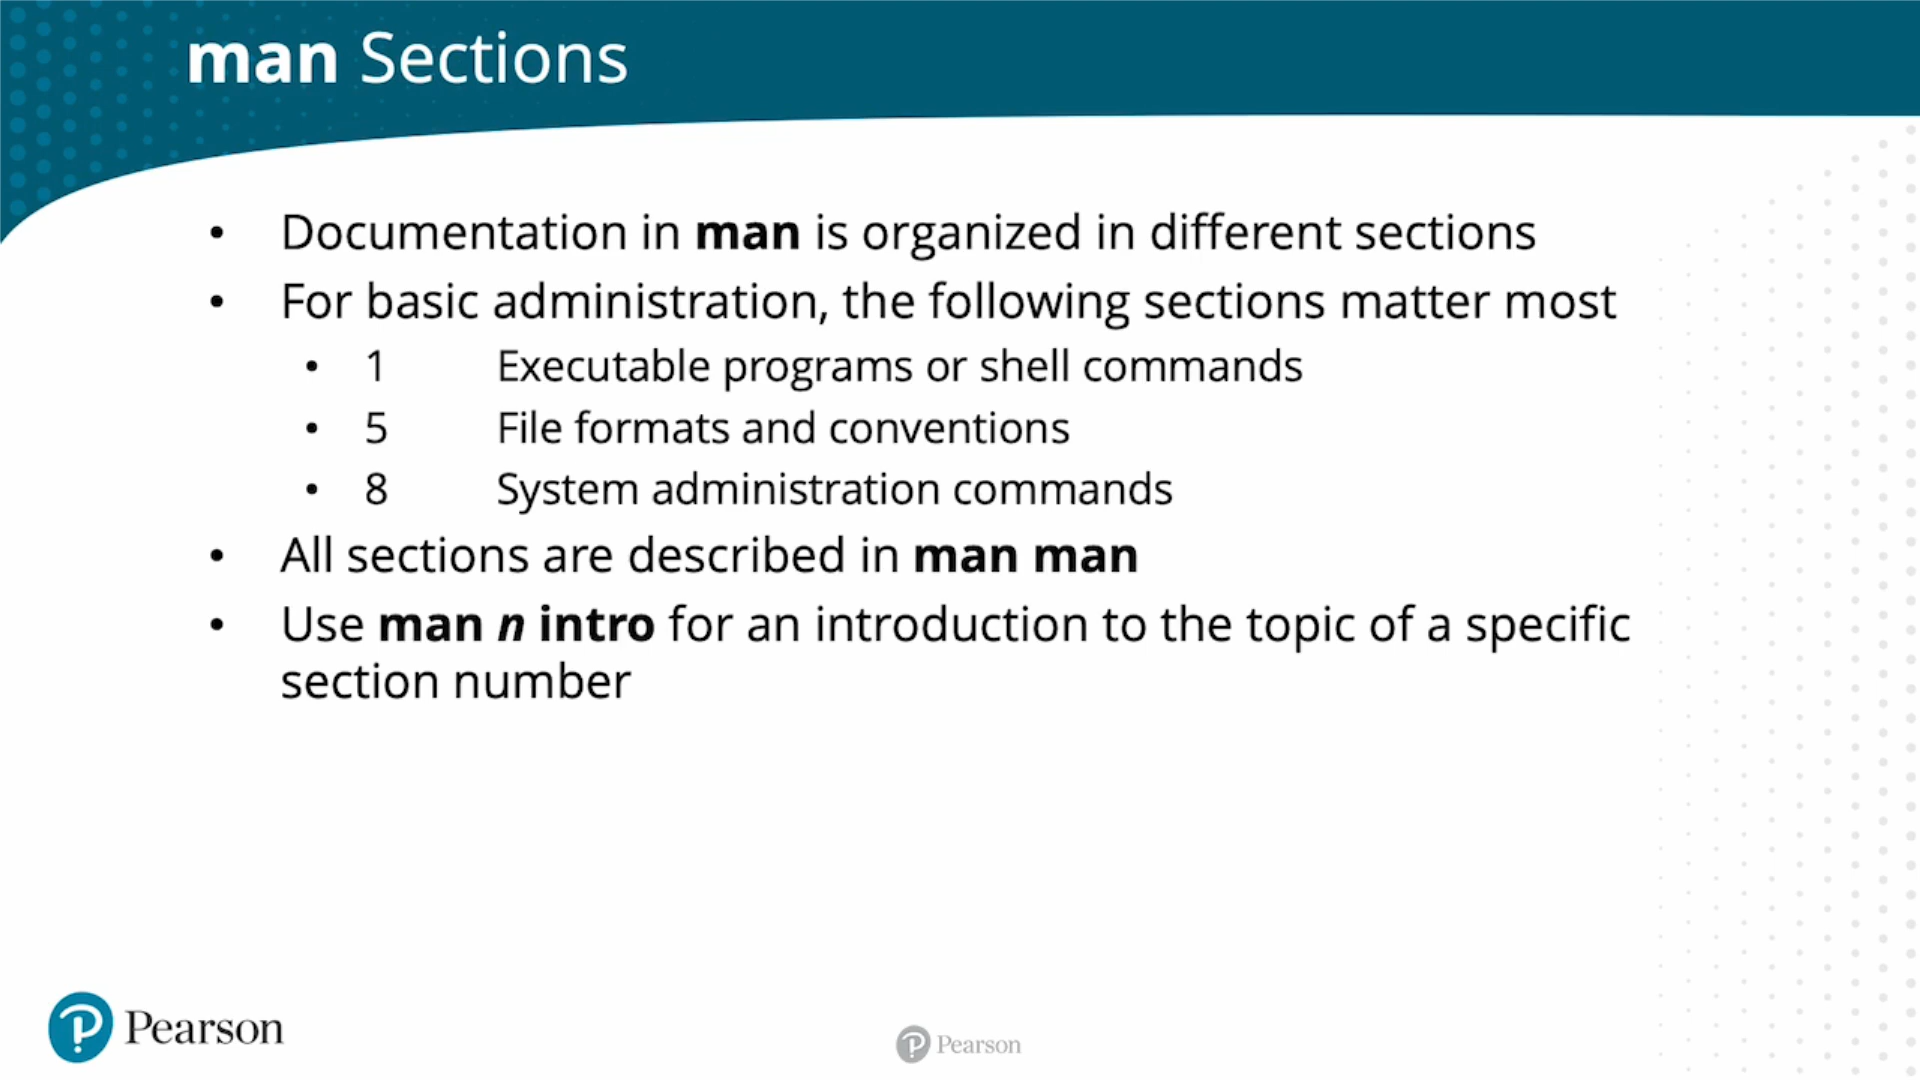 man Sections
• Documentation in man is organized in different sections
• For basic administration, the following sections matter most
• 1 Executable programs or shell commands
• 5 File formats and conventions
• 8 System administration commands
• All sections are described in man man
• Use man n intro for an introduction to the topic of a specific
section number
Pearson
Pearson